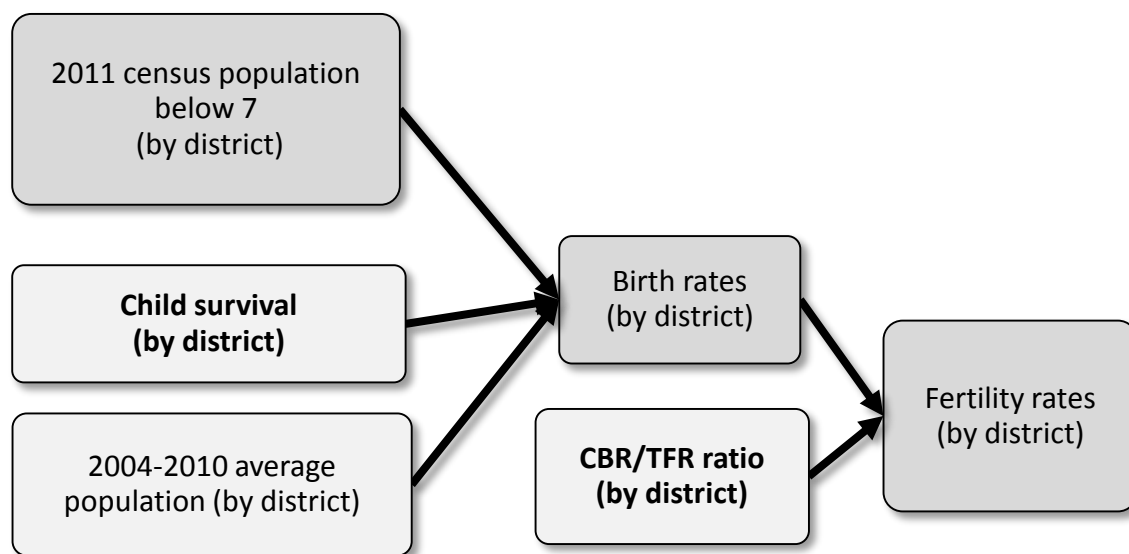 2011 census population
below 7
(by district)
Child survival
(by district)
2004-2010 average
population (by district)
Birth rates
(by district)
CBR/TFR ratio
(by district)
Fertility rates
(by district)